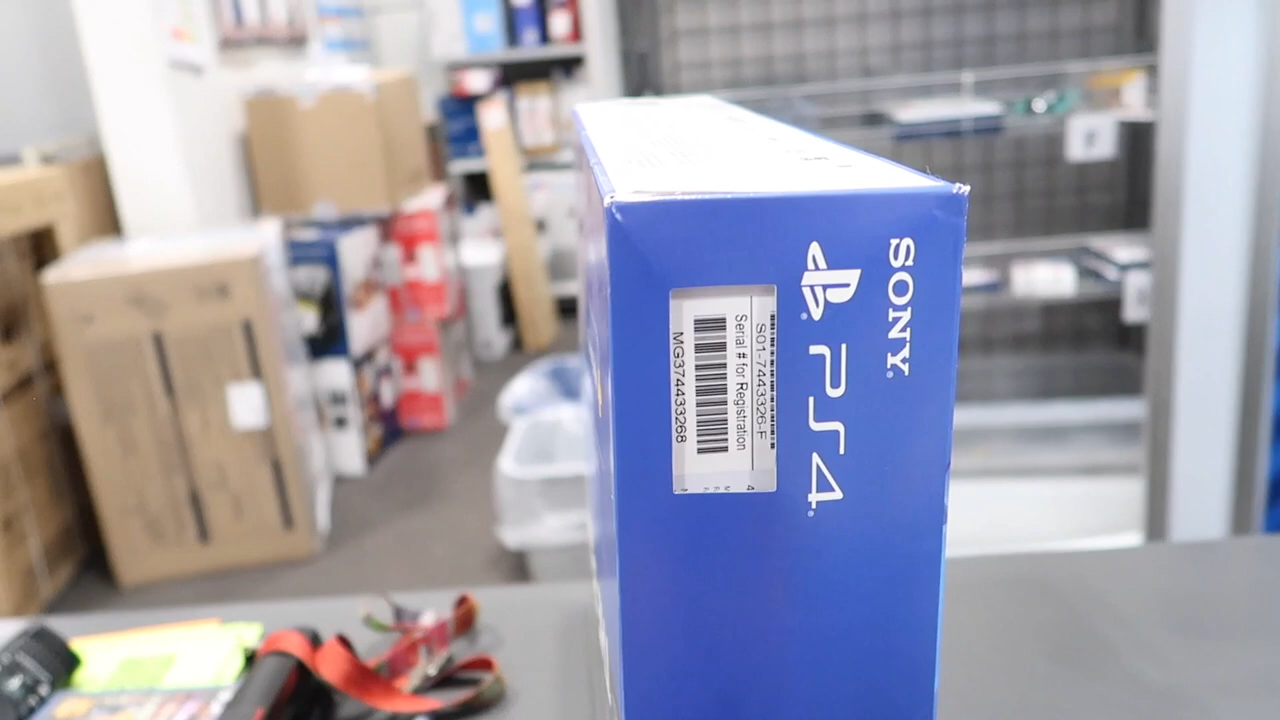 SONY
PS4
S01-7443326-F
Serial # for Registration
MG374433268